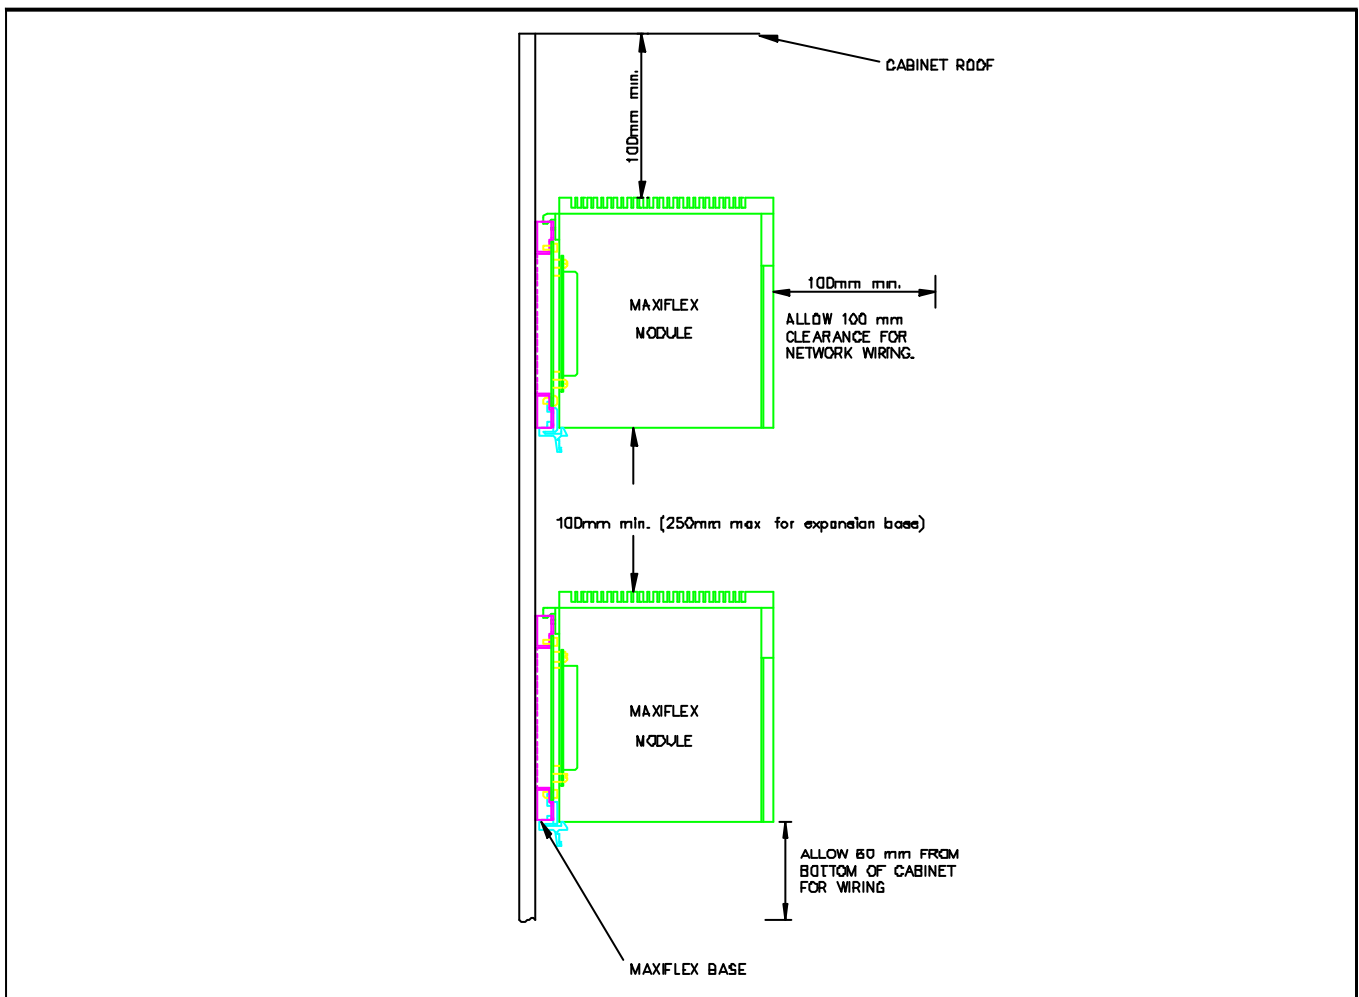 CABINET ROOF
100mm min.
100mm min.
MAXIFLEX
MODULE
ALLOW 100 mm
CLEARANCE FOR
NETWORK WIRING.
100mm min. (250mm max for expansion base)
MAXIFLEX
MODULE
ALLOW 60 mm FROM
BOTTOM OF CABINET
FOR WIRING
MAXIFLEX BASE